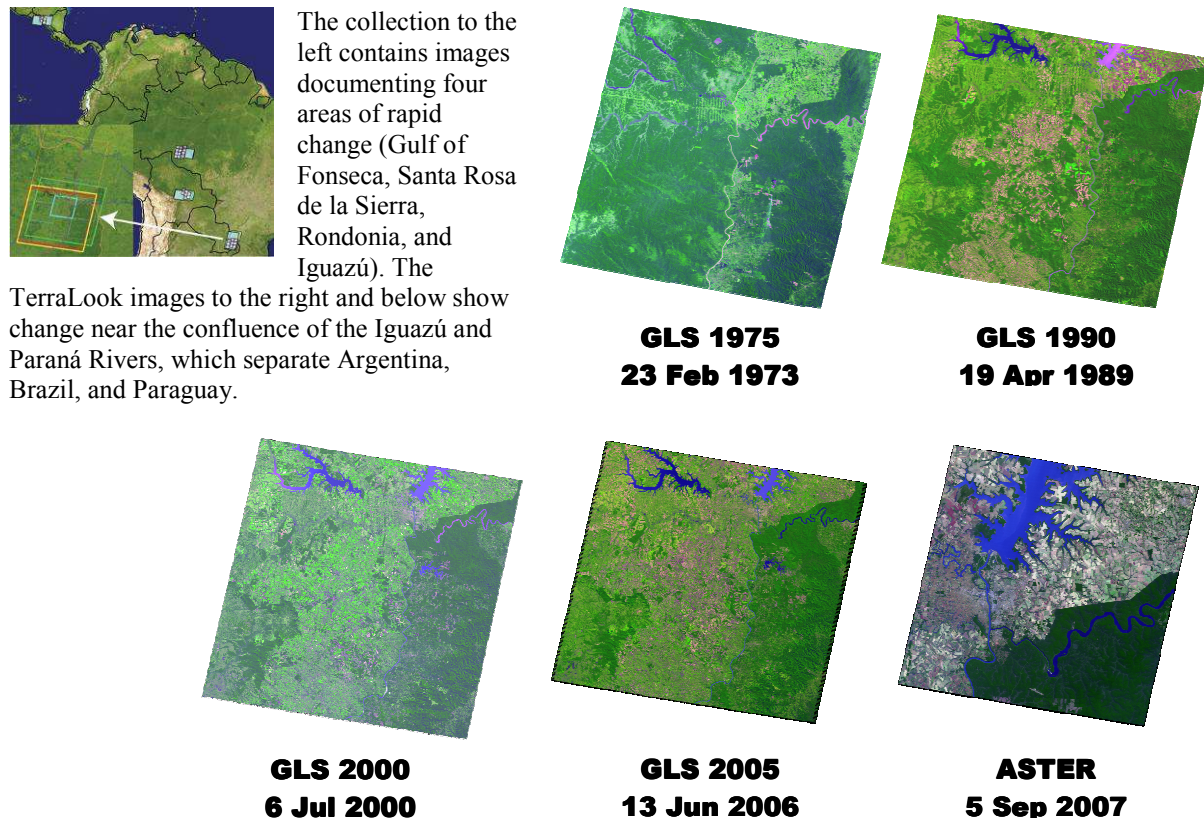 The collection to the
left contains images
documenting four
areas of rapid
change (Gulf of
Fonseca, Santa Rosa
de la Sierra,
Rondonia, and
Iguazú). The
TerraLook images to the right and below show
change near the confluence of the Iguazú and
Paraná Rivers, which separate Argentina,
Brazil, and Paraguay.
GLS 1975
23 Feb 1973
GLS 1990
19 Apr 1989
GLS 2000
6 Jul 2000
GLS 2005
13 Jun 2006
ASTER
5 Sep 2007